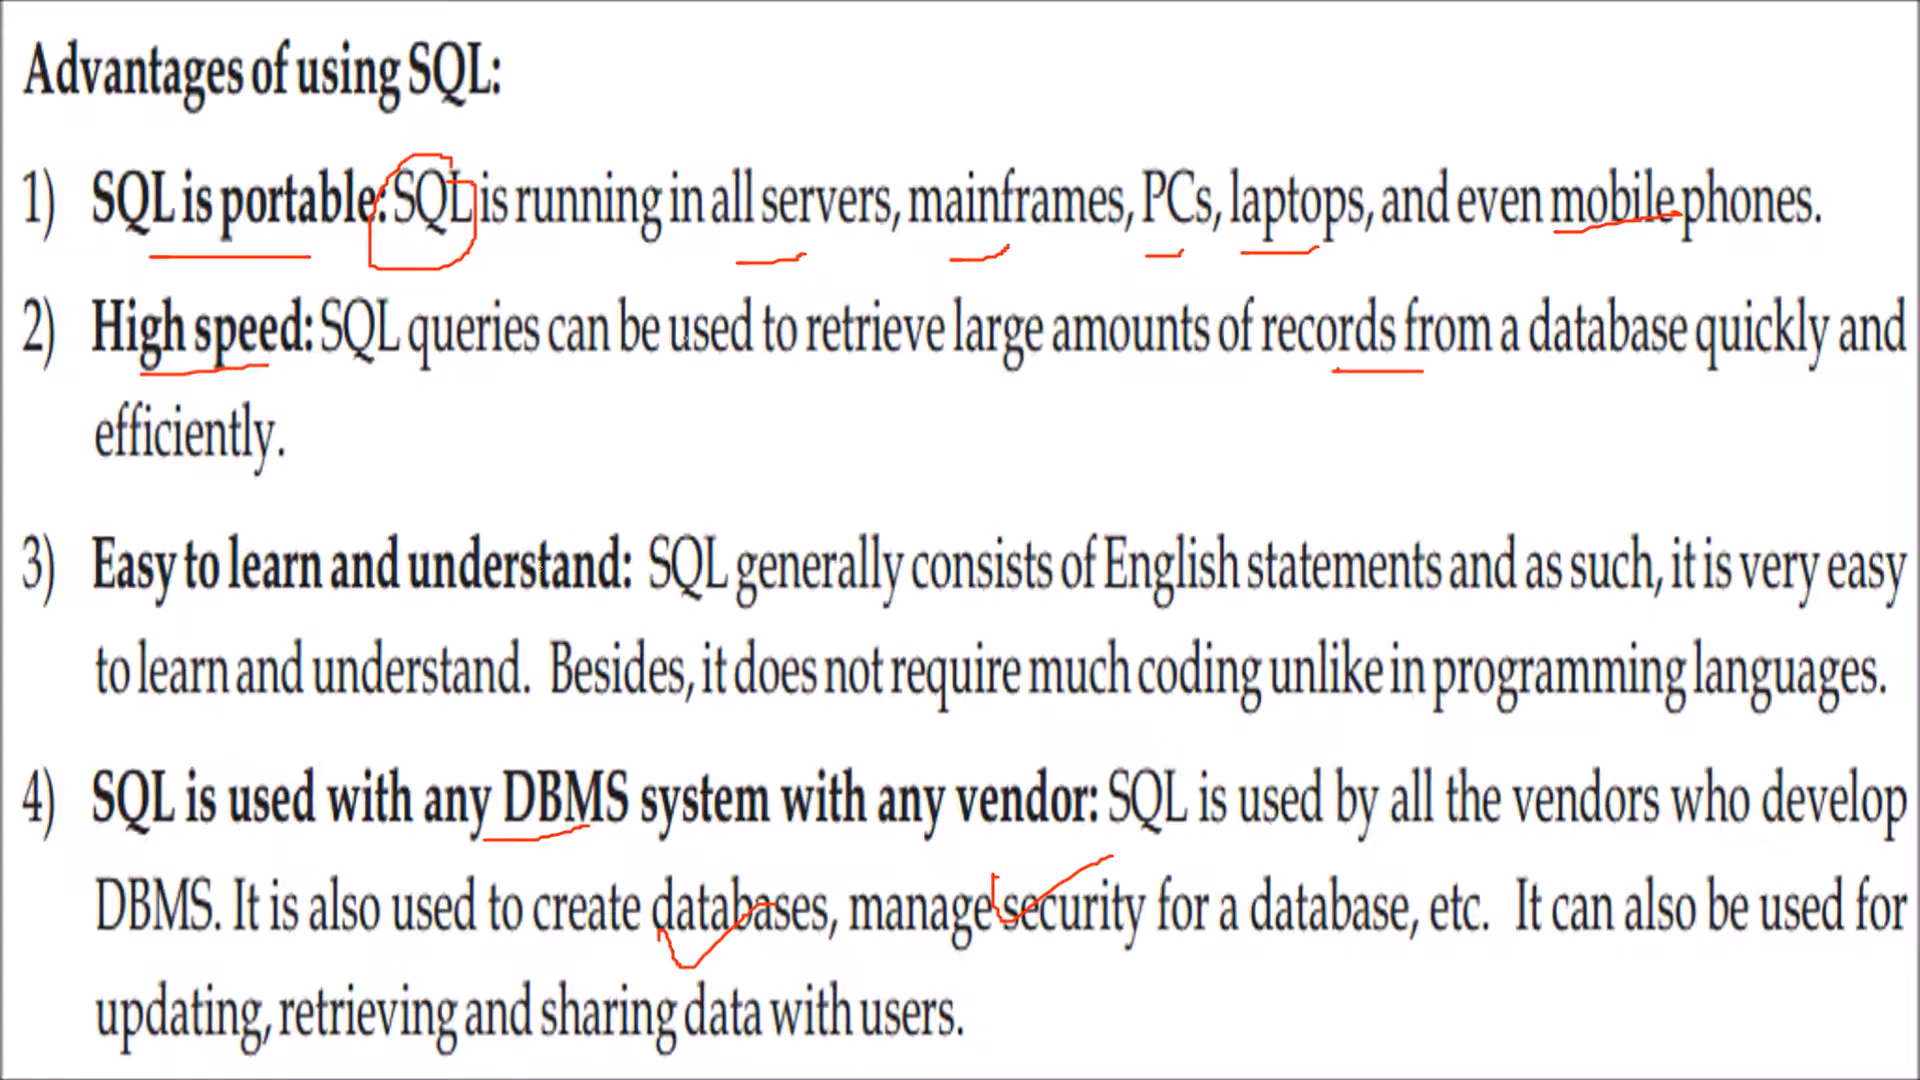 Advantages of using SQL:
1) SQL is portable: SQL is running in all servers, mainframes, PCs, laptops, and even mobile phones.
2) High speed: SQL queries can be used to retrieve large amounts of records from a database quickly and
efficiently.
3) Easy to learn and understand: SQL generally consists of English statements and as such, it is very easy
to learn and understand. Besides, it does not require much coding unlike in programming languages.
4) SQL is used with any DBMS system with any vendor: SQL is used by all the vendors who develop
DBMS. It is also used to create databases, manage security for a database, etc. It can also be used for
updating, retrieving and sharing data with users.